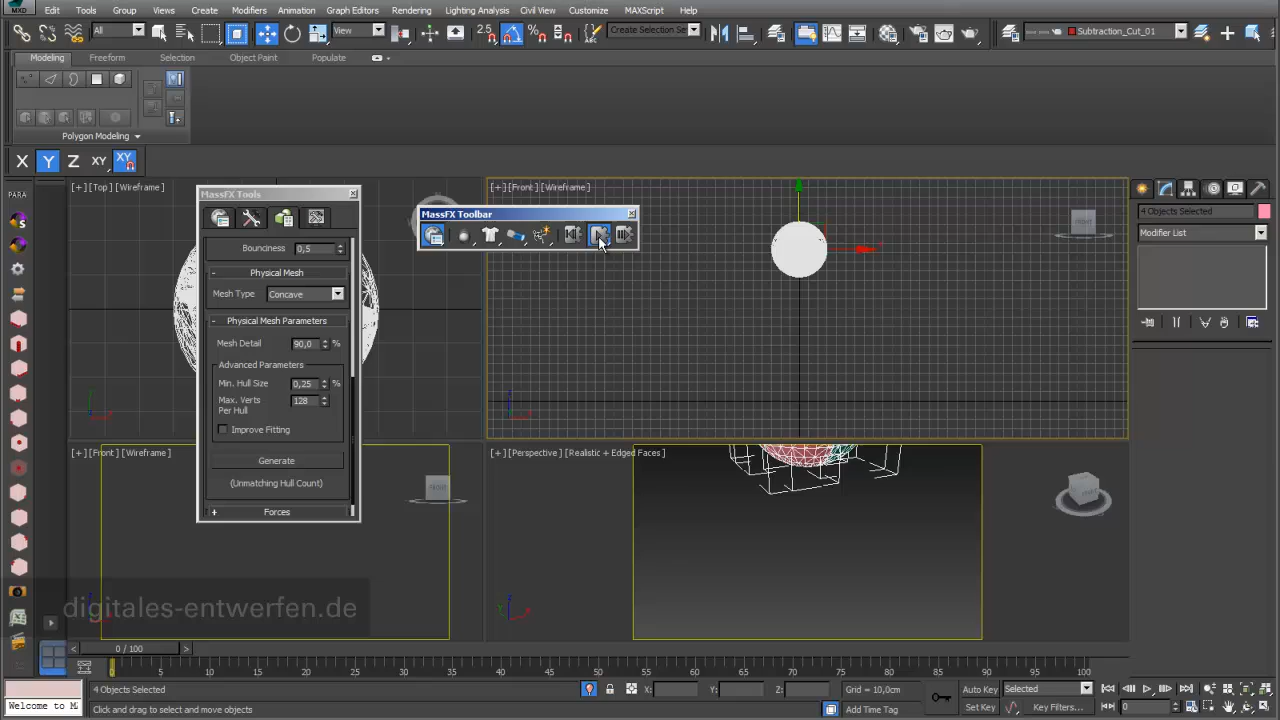 MXD Edit Tools Group Views Create Modifiers Animation Graph Editors Rendering Lighting Analysis Civil View Customize MAXScript Help
All View 2.5 Create Selection Se Subtraction_Cut_01
Modeling Freeform Selection Object Paint Populate
Polygon Modeling
X Y Z XY XY
[+][Top][Wireframe]
[+][Front][Wireframe]
PARA
MassFX Tools
MassFX Toolbar
FRONT
4 Objects Selected
Modifier List
Bounciness 0,5
- Physical Mesh
Mesh Type Concave
- Physical Mesh Parameters
Mesh Detail 90,0 %
Advanced Parameters
Min. Hull Size 0,25 %
Max. Verts
Per Hull
128
Improve Fitting
Generate
(Unmatching Hull Count)
+ Forces
[+][Front][Wireframe]
[+][Perspective][Realistic + Edged Faces]
digitales-entwerfen.de
< 0 / 100 >
0 5 10 15 20 25 30 35 40 45 50 55 60 65 70 75 80 85 90 95 100
4 Objects Selected X: Y: Z: Grid = 10,0cm Auto Key Selected
Welcome to MA Click and drag to select and move objects Add Time Tag Set Key Key Filters... 0